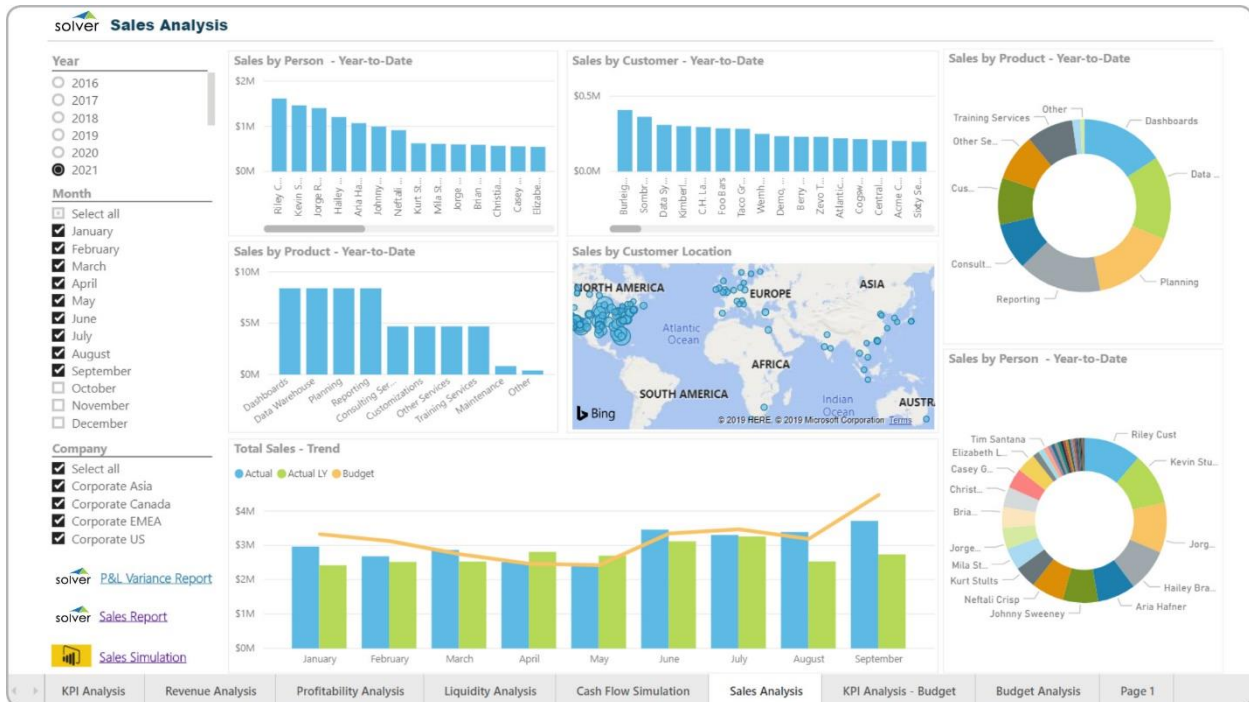 solver Sales Analysis
Year
2016
2017
2018
2019
2020
2021
Month
Select all
January
February
March
April
May
June
July
August
September
October
November
December
Company
Select all
Corporate Asia
Corporate Canada
Corporate EMEA
Corporate US
solver P&L Variance Report
solver Sales Report
Sales Simulation
Sales by Person - Year-to-Date
$2M
$1M
$0M
Riley C...
Kevin S...
Jorge R...
Hailey ...
Aria Ha...
Johnny...
Neftali ...
Kurt St...
Mila St...
Jorge ...
Brian ...
Christia...
Casey ...
Elizabe...
Sales by Customer - Year-to-Date
$0.5M
$0.0M
Burleig...
Sombr...
Data Sy...
Kimberl...
C.H. La...
Foo Bars
Taco Gr...
Wernh...
Demo, ...
Berry ...
Zevo T...
Atlantic...
Cogsw...
Central...
Acme C...
Sixty Se...
Sales by Product - Year-to-Date
$10M
$5M
$0M
Dashboards
Data Warehouse
Planning
Reporting
Consulting Ser...
Customizations
Other Services
Training Services
Maintenance
Other
Sales by Customer Location
NORTH AMERICA
EUROPE
ASIA
Atlantic
Ocean
AFRICA
SOUTH AMERICA
Indian
Ocean
AUSTR
Bing
© 2019 HERE, © 2019 Microsoft Corporation Terms
Total Sales - Trend
Actual Actual LY Budget
$4M
$3M
$2M
$1M
$0M
January February March April May June July August September
Sales by Product - Year-to-Date
Other
Training Services
Dashboards
Other Se...
Data ...
Cus...
Consult...
Planning
Reporting
Sales by Person - Year-to-Date
Tim Santana
Riley Cust
Elizabeth L...
Kevin Stu...
Casey G...
Christ...
Bria...
Jorge...
Jorg...
Mila St...
Kurt Stults
Hailey Bra...
Neftali Crisp
Aria Hafner
Johnny Sweeney
KPI Analysis Revenue Analysis Profitability Analysis Liquidity Analysis Cash Flow Simulation Sales Analysis KPI Analysis - Budget Budget Analysis Page 1